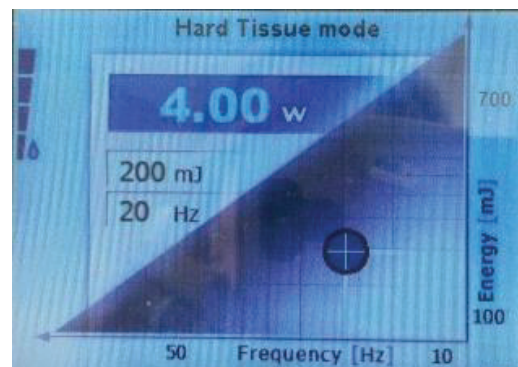 Hard Tissue mode
4.00 W
700
200 mJ
20 Hz
Energy [mJ]
100
50 Frequency [Hz] 10